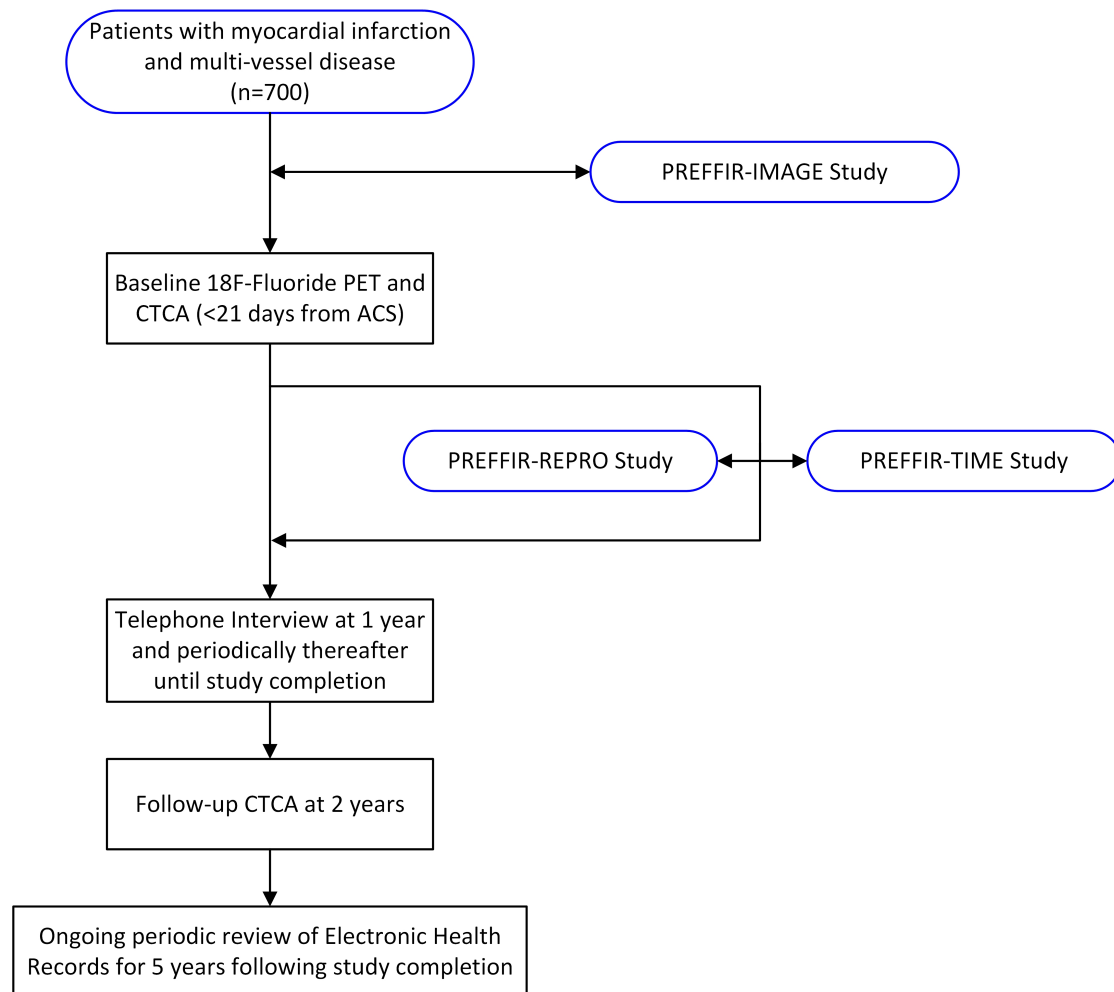 Patients with myocardial infarction
and multi-vessel disease
(n=700)
PREFFIR-IMAGE Study
Baseline 18F-Fluoride PET and
CTCA (<21 days from ACS)
PREFFIR-REPRO Study
PREFFIR-TIME Study
Telephone Interview at 1 year
and periodically thereafter
until study completion
Follow-up CTCA at 2 years
Ongoing periodic review of Electronic Health
Records for 5 years following study completion